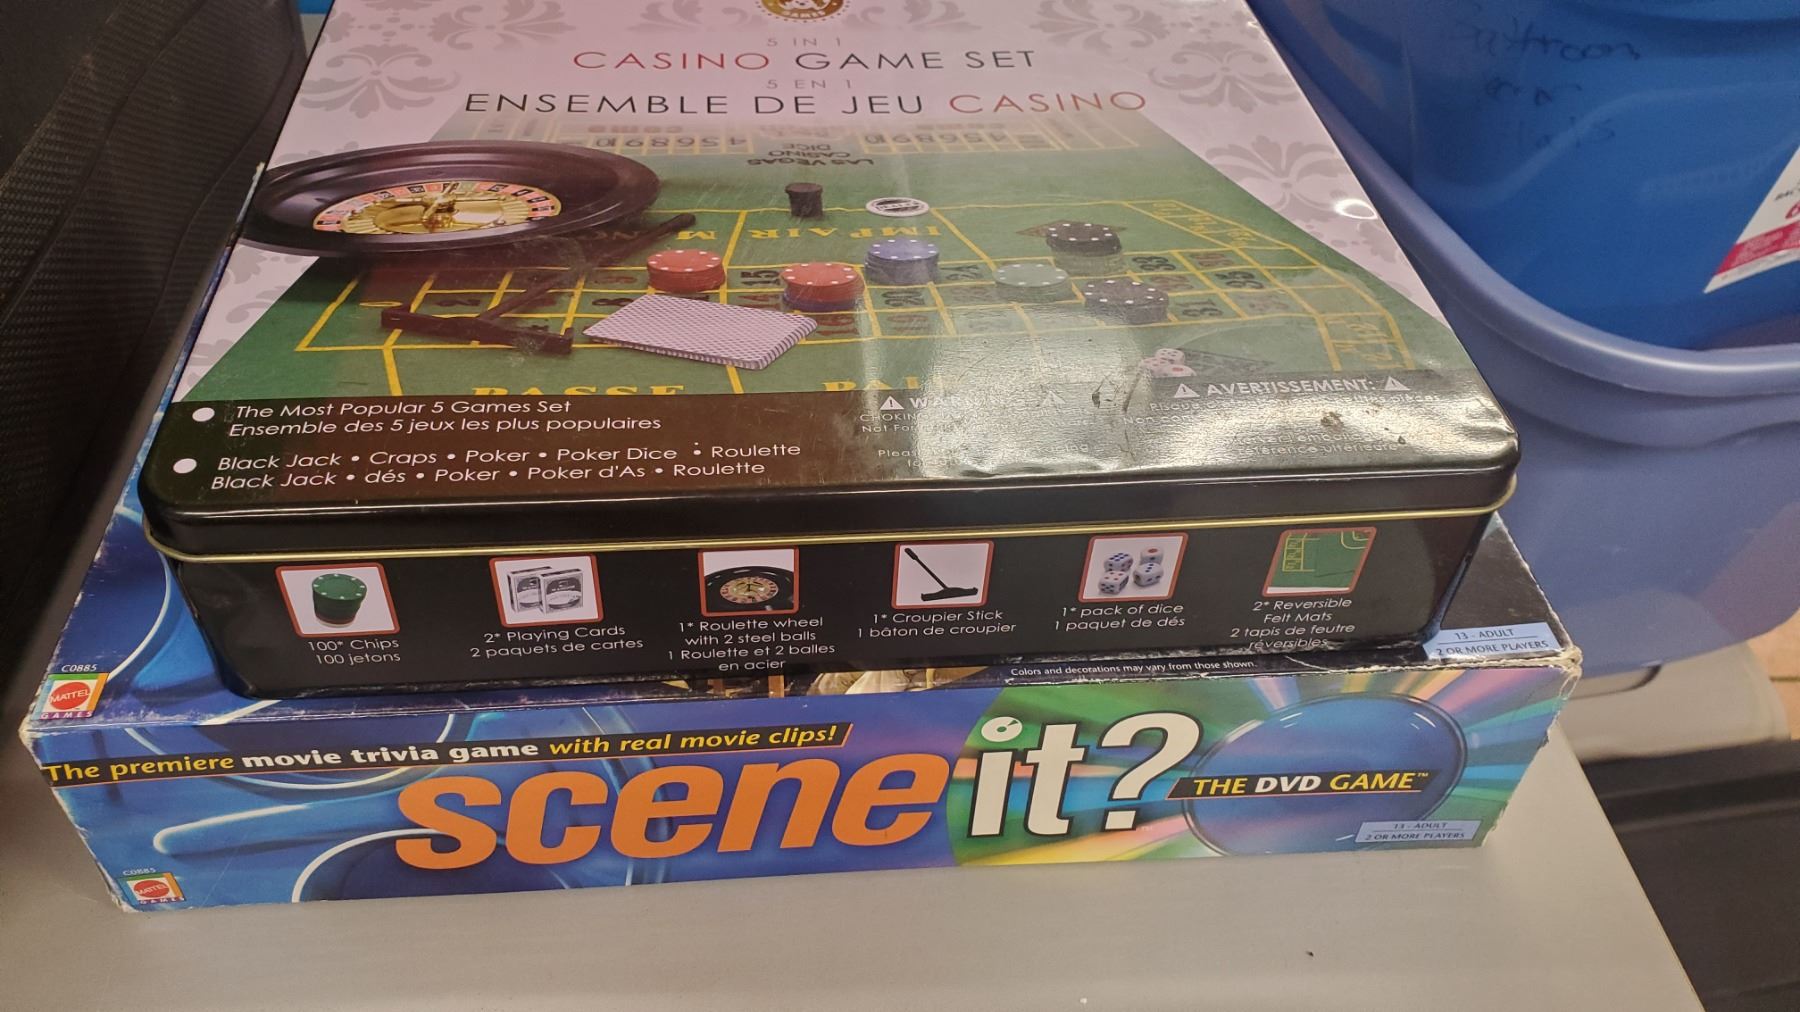 GAMES
5 IN 1
CASINO GAME SET
5 EN 1
ENSEMBLE DE JEU CASINO
LAS VEGAS
CASINO
DICE
IMPAIR
PASSE
The Most Popular 5 Games Set
Ensemble des 5 jeux les plus populaires
Black Jack • Craps • Poker • Poker Dice • Roulette
Black Jack • dés • Poker • Poker d'As • Roulette
AVERTISSEMENT:
100* Chips
100 jetons
2* Playing Cards
2 paquets de cartes
1* Roulette wheel
with 2 steel balls
1 Roulette et 2 balles
en acier
1* Croupier Stick
1 bâton de croupier
1* pack of dice
1 paquet de dés
2* Reversible
Felt Mats
2 tapis de feutre
réversibles
C0885
MATTEL
GAMES
13 - ADULT
2 OR MORE PLAYERS
Colors and decorations may vary from those shown.
The premiere movie trivia game with real movie clips!
scene it?
THE DVD GAME™
13 - ADULT
2 OR MORE PLAYERS
C0885
MATTEL
GAMES